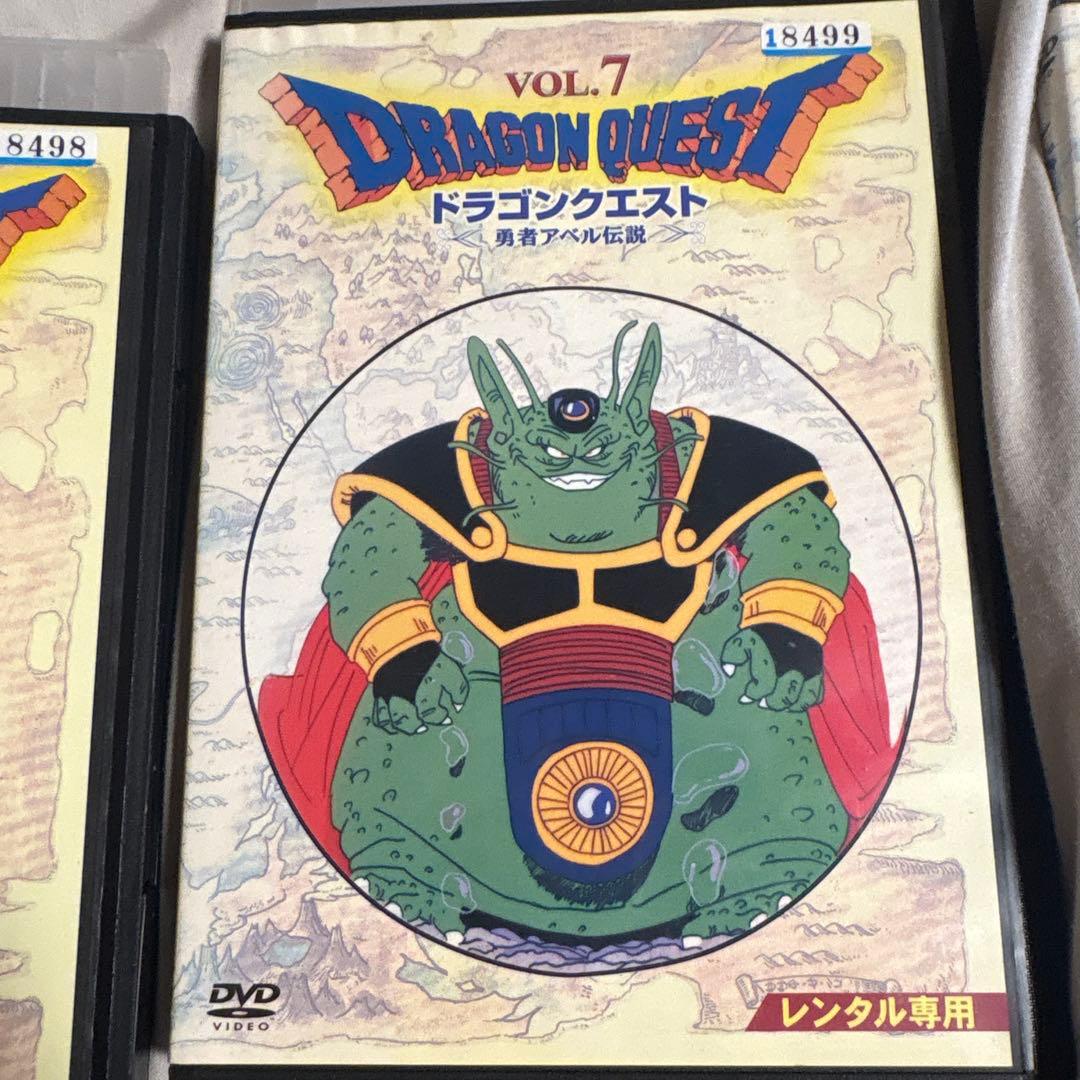 8498
18499
VOL.7
DRAGON QUEST
ドラゴンクエスト
勇者アベル伝説
DVD
VIDEO
レンタル専用